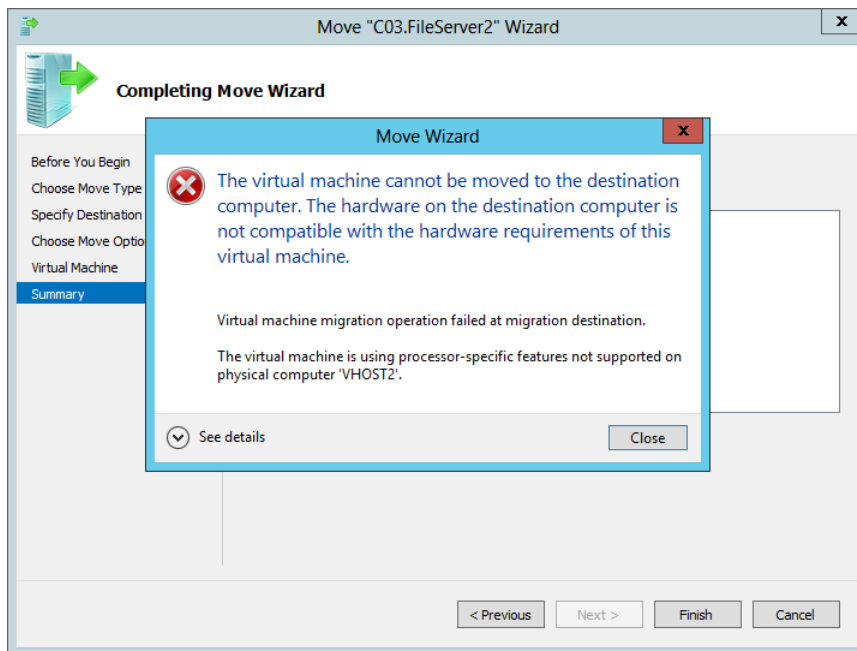 Move "C03.FileServer2" Wizard
x
Completing Move Wizard
Before You Begin
Choose Move Type
Specify Destination
Choose Move Optio
Virtual Machine
Summary
Move Wizard
x
The virtual machine cannot be moved to the destination
computer. The hardware on the destination computer is
not compatible with the hardware requirements of this
virtual machine.
Virtual machine migration operation failed at migration destination.
The virtual machine is using processor-specific features not supported on
physical computer 'VHOST2'.
See details
Close
< Previous
Next >
Finish
Cancel